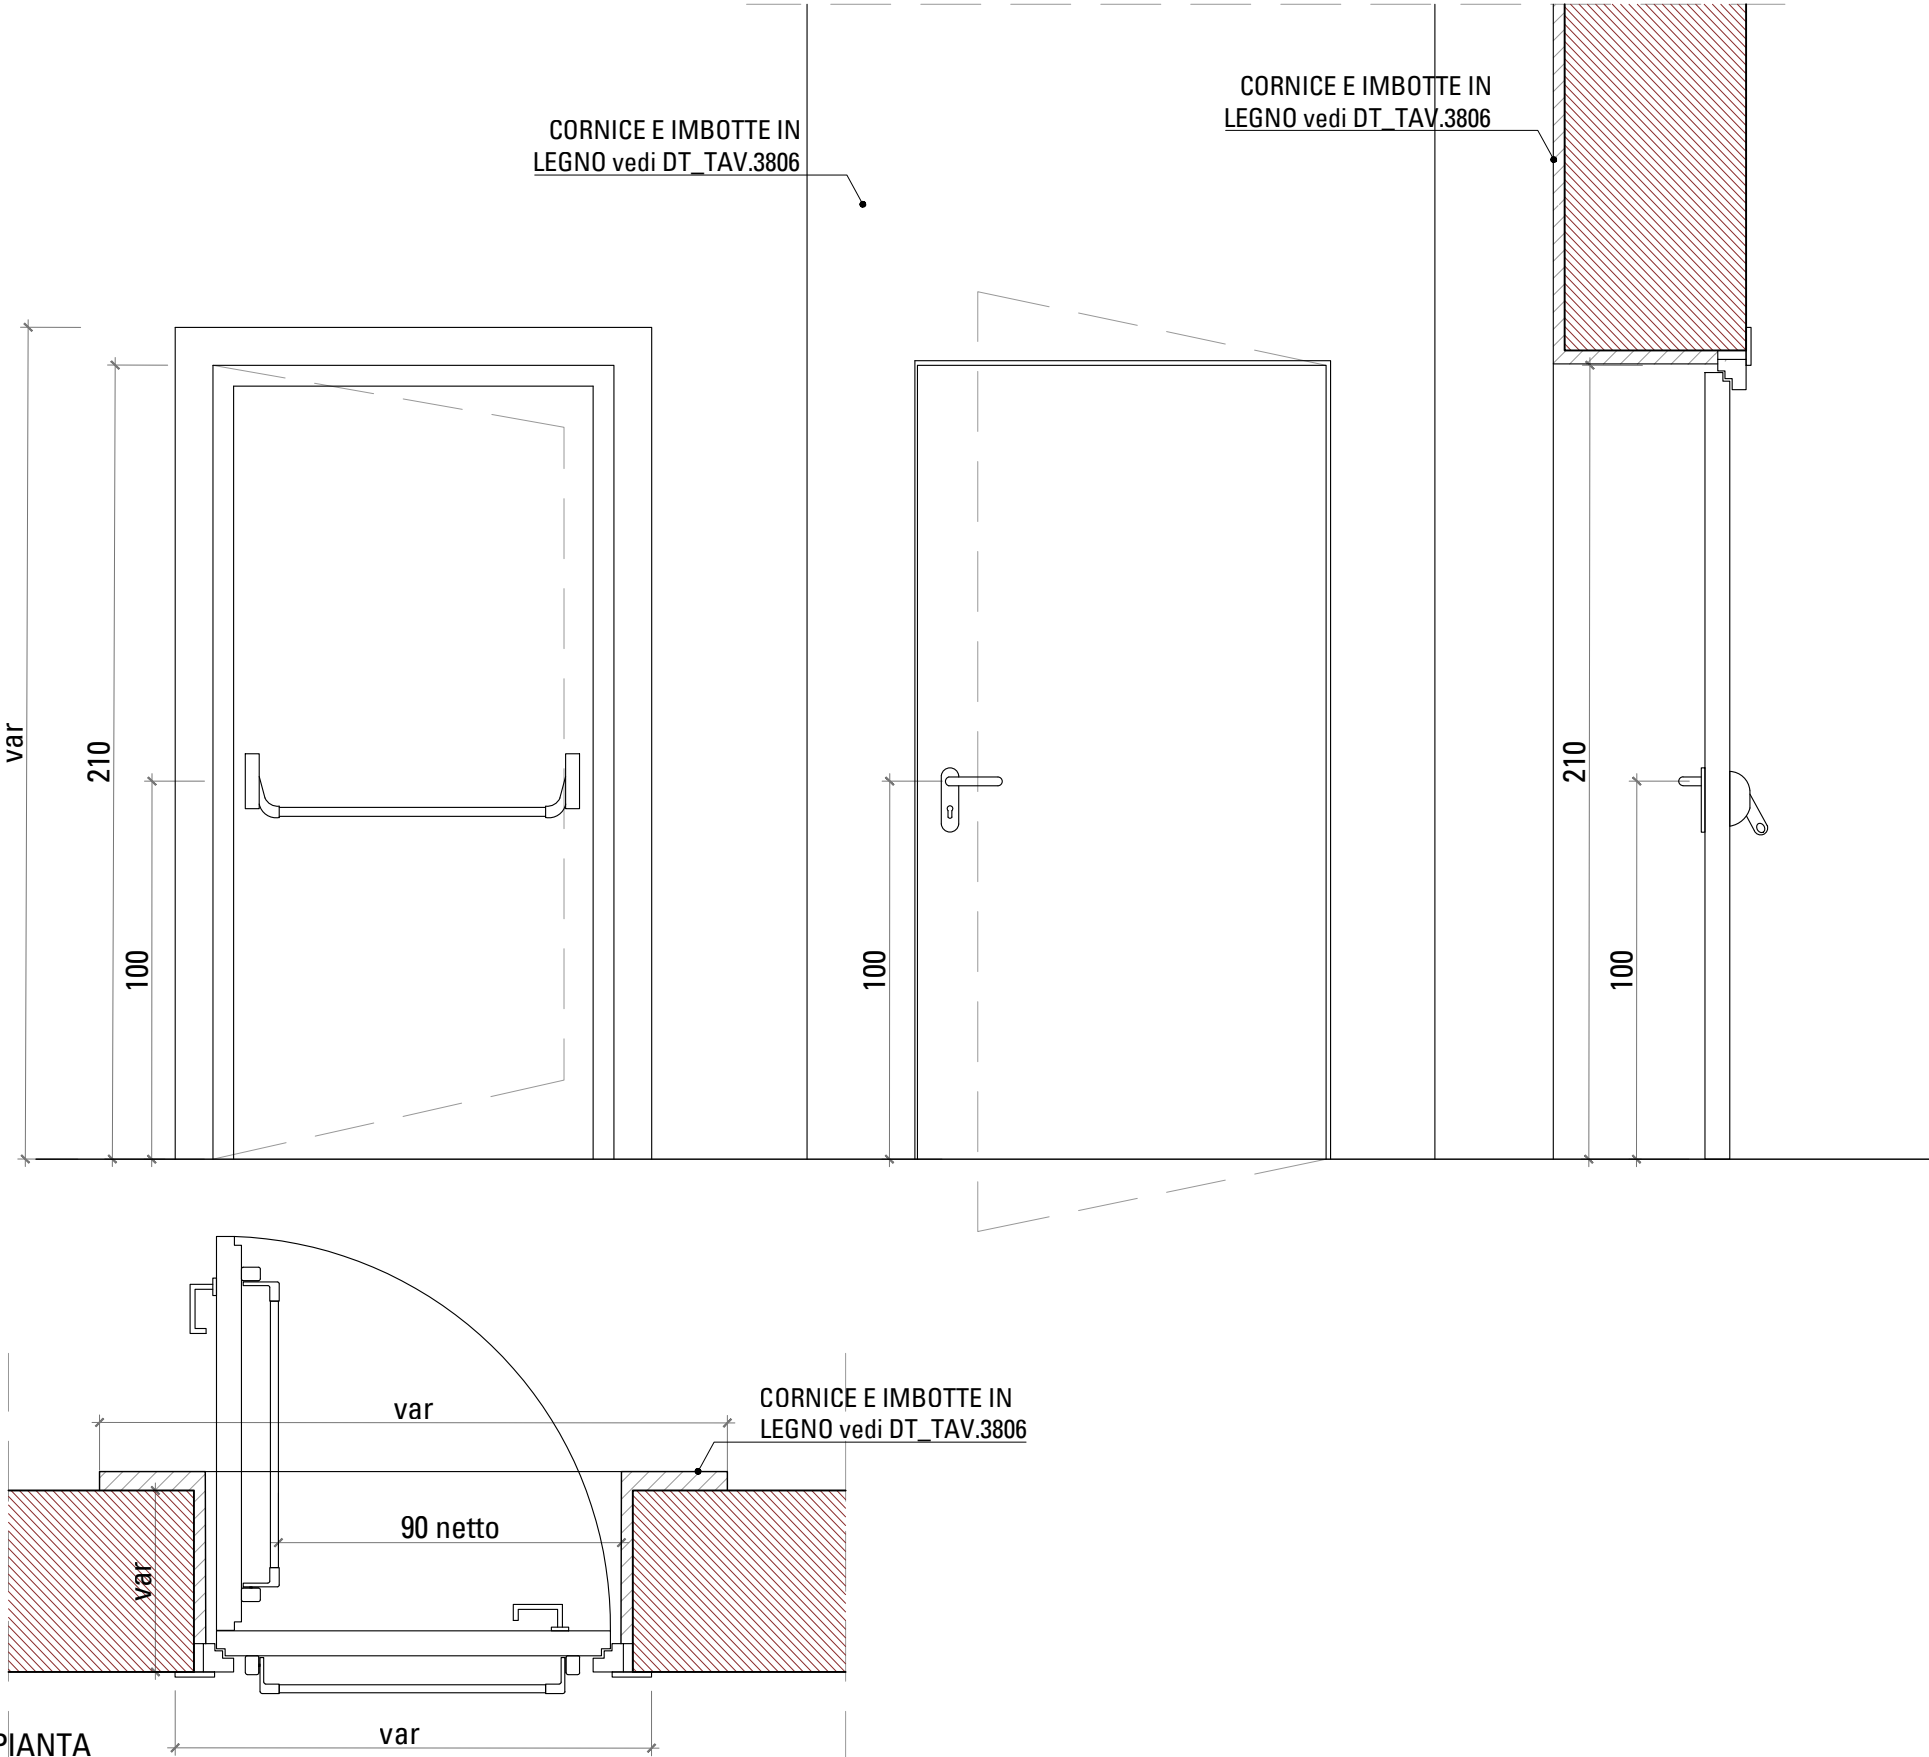 CORNICE E IMBOTTE IN
LEGNO vedi DT_TAV.3806
CORNICE E IMBOTTE IN
LEGNO vedi DT_TAV.3806
var
210
100
100
210
100
var
CORNICE E IMBOTTE IN
LEGNO vedi DT_TAV.3806
90 netto
var
var
PIANTA